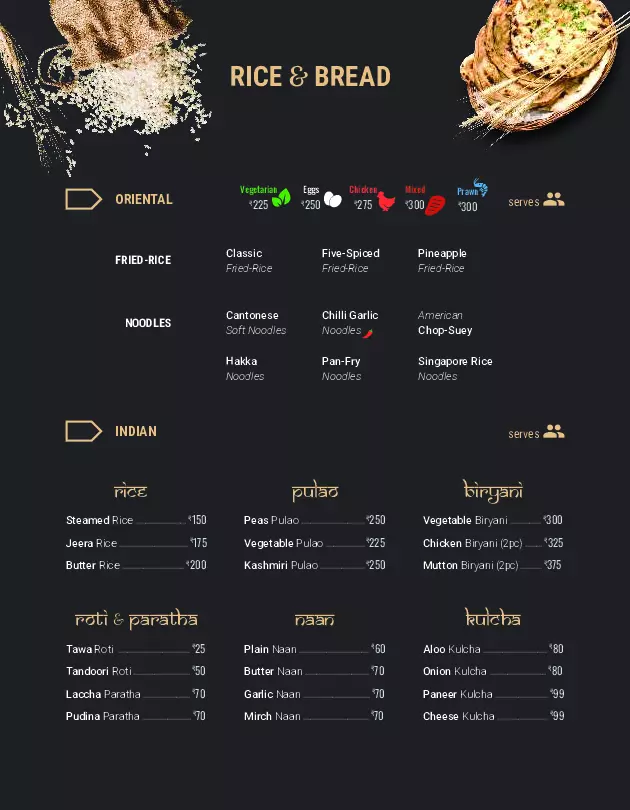 RICE & BREAD
ORIENTAL
Vegetarian ₹225
Eggs ₹250
Chicken ₹275
Mixed ₹300
Prawn ₹300
serves
FRIED-RICE
Classic Fried-Rice
Five-Spiced Fried-Rice
Pineapple Fried-Rice
NOODLES
Cantonese Soft Noodles
Chilli Garlic Noodles
American Chop-Suey
Hakka Noodles
Pan-Fry Noodles
Singapore Rice Noodles
INDIAN
serves
rice
Steamed Rice ₹150
Jeera Rice ₹175
Butter Rice ₹200
pulao
Peas Pulao ₹250
Vegetable Pulao ₹225
Kashmiri Pulao ₹250
biryani
Vegetable Biryani ₹300
Chicken Biryani (2pc) ₹325
Mutton Biryani (2pc) ₹375
roti & paratha
Tawa Roti ₹25
Tandoori Roti ₹50
Laccha Paratha ₹70
Pudina Paratha ₹70
naan
Plain Naan ₹60
Butter Naan ₹70
Garlic Naan ₹70
Mirch Naan ₹70
kulcha
Aloo Kulcha ₹80
Onion Kulcha ₹80
Paneer Kulcha ₹99
Cheese Kulcha ₹99